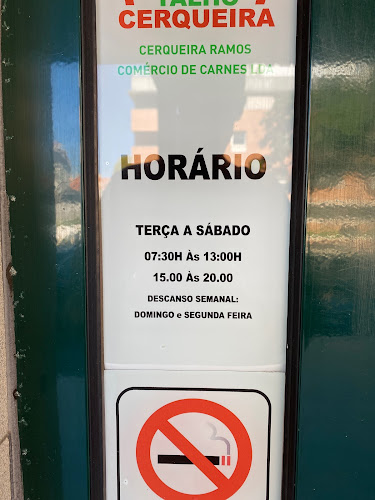 TALHO
CERQUEIRA
CERQUEIRA RAMOS
COMÉRCIO DE CARNES LDA
HORÁRIO
TERÇA A SÁBADO
07:30H Às 13:00H
15.00 Às 20.00
DESCANSO SEMANAL:
DOMINGO e SEGUNDA FEIRA